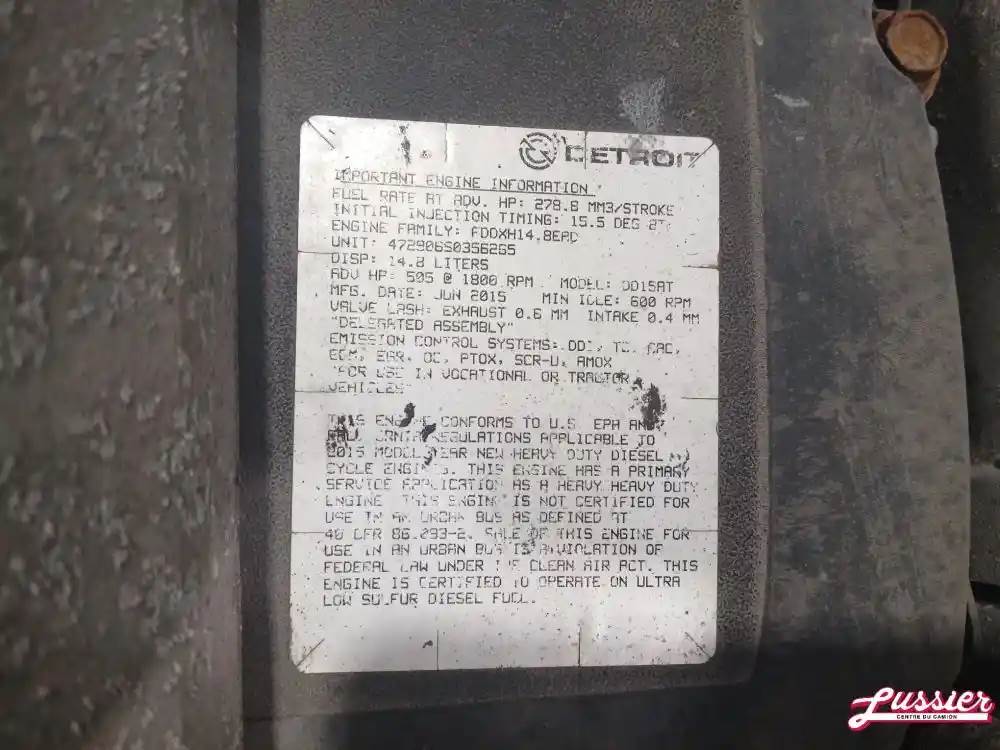 DETROIT
IMPORTANT ENGINE INFORMATION
FUEL RATE AT ADV. HP: 278.8 MM3/STROKE
INITIAL INJECTION TIMING: 15.5 DEG
ENGINE FAMILY: FDDXH14.8EAD
UNIT: 472906S0356265
DISP: 14.8 LITERS
ADV HP: 505 @ 1800 RPM MODEL: DD15AT
MFG. DATE: JUN 2015 MIN IDLE: 600 RPM
VALVE LASH: EXHAUST 0.6 MM INTAKE 0.4 MM
"DELEGATED ASSEMBLY"
EMISSION CONTROL SYSTEMS: DDI, TC, CAC,
ECM, EGR, OC, PTOX, SCR-U, AMOX
"FOR USE IN VOCATIONAL OR TRACTOR
VEHICLES"
THIS ENGINE CONFORMS TO U.S. EPA AND
REGULATIONS APPLICABLE TO
2015 MODEL YEAR NEW HEAVY DUTY DIESEL
CYCLE ENGINES. THIS ENGINE HAS A PRIMARY
SERVICE APPLICATION AS A HEAVY HEAVY DUTY
ENGINE THIS ENGINE IS NOT CERTIFIED FOR
USE IN AN URBAN BUS AS DEFINED AT
40 CFR 86.093-2. SALE OF THIS ENGINE FOR
USE IN AN URBAN BUS IS A VIOLATION OF
FEDERAL LAW UNDER THE CLEAN AIR ACT. THIS
ENGINE IS CERTIFIED TO OPERATE ON ULTRA
LOW SULFUR DIESEL FUEL.
Lussier
CENTRE DU CAMION